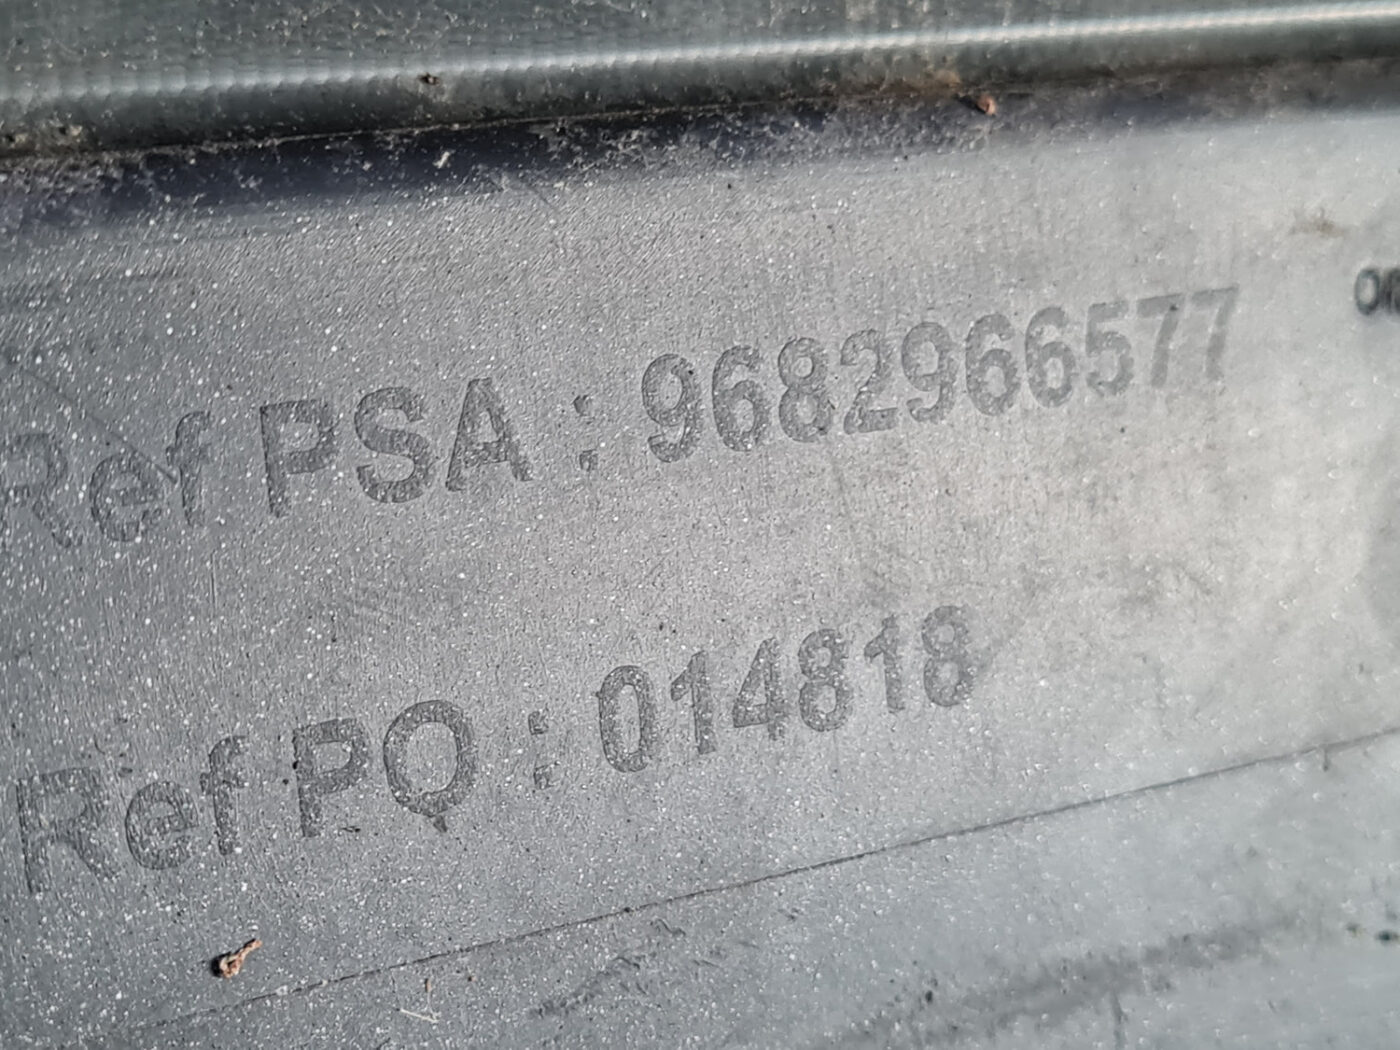 Ref PSA : 9682966577
Ref PQ : 014818